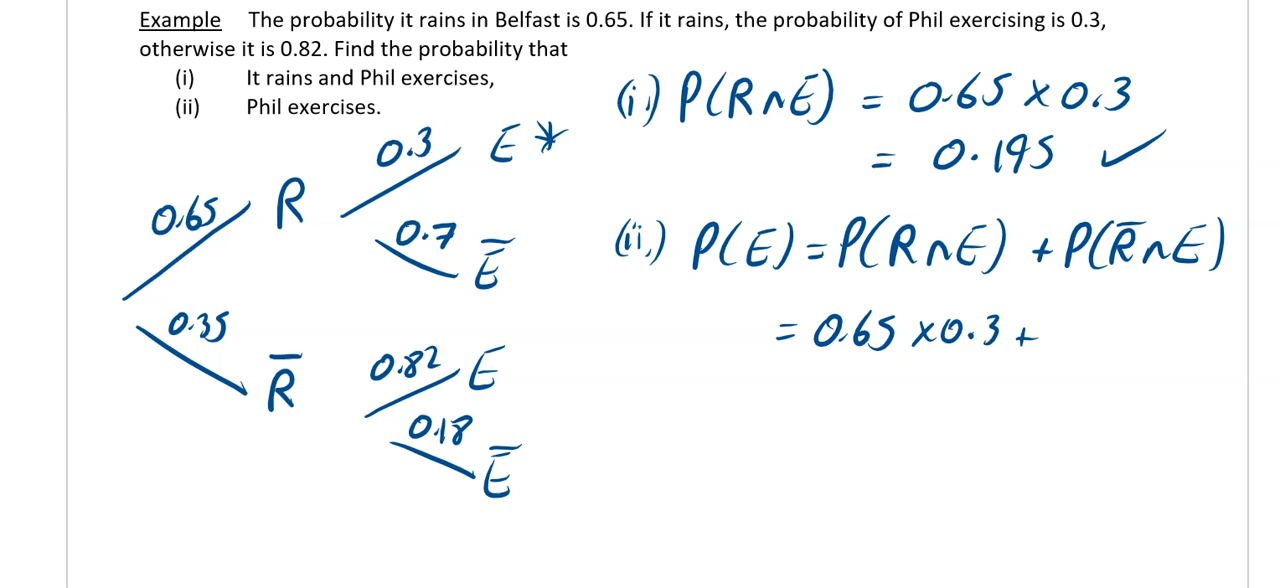 Example The probability it rains in Belfast is 0.65. If it rains, the probability of Phil exercising is 0.3,
otherwise it is 0.82. Find the probability that
(i) It rains and Phil exercises,
(ii) Phil exercises.
0.65 R
0.3 E *
0.7 E̅
0.35 R̅
0.82 E
0.18 E̅
(i.) P(R∩E) = 0.65 × 0.3
= 0.195 ✓
(ii.) P(E) = P(R∩E) + P(R̅∩E)
= 0.65 × 0.3 +